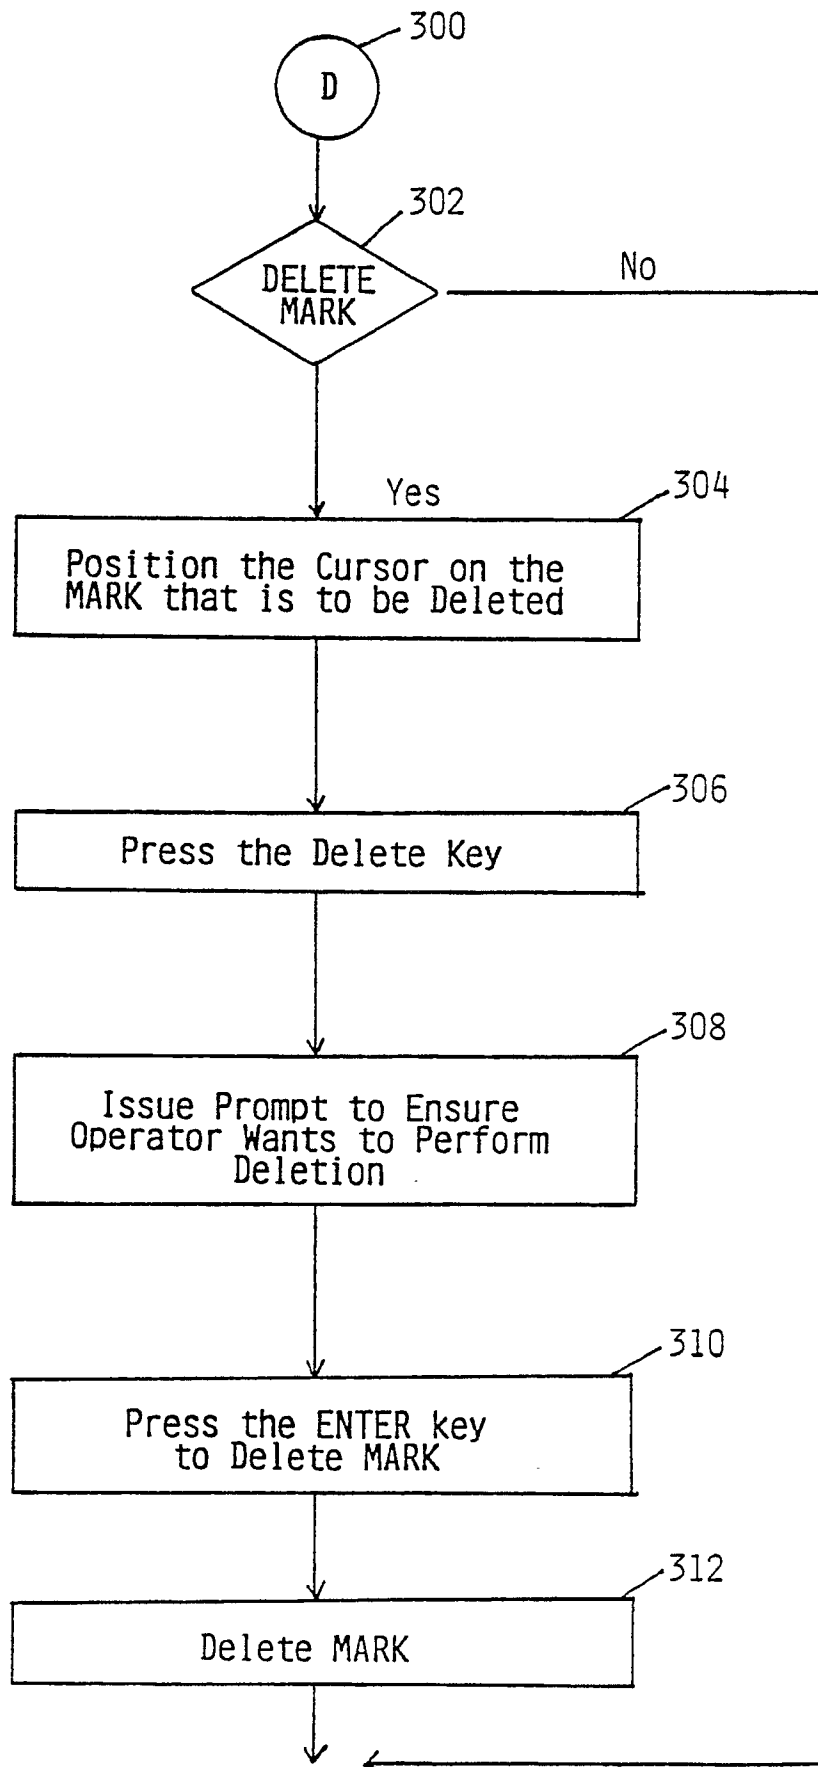 300
D
302
DELETE
MARK
No
Yes
304
Position the Cursor on the
MARK that is to be Deleted
306
Press the Delete Key
308
Issue Prompt to Ensure
Operator Wants to Perform
Deletion
310
Press the ENTER key
to Delete MARK
312
Delete MARK